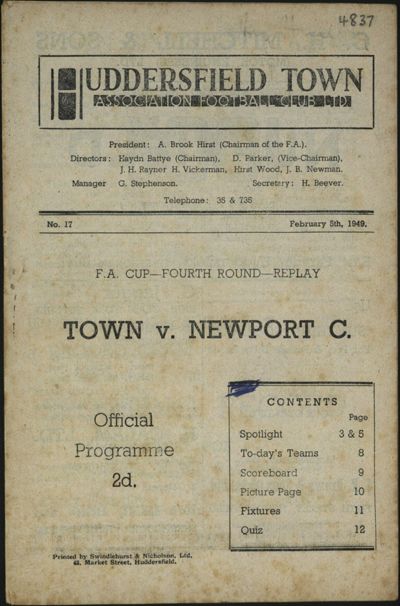 4837
HUDDERSFIELD TOWN
ASSOCIATION FOOTBALL CLUB LTD.
President: A. Brook Hirst (Chairman of the F.A.).
Directors: Haydn Battye (Chairman), D. Parker, (Vice-Chairman),
J. H. Rayner H. Vickerman, Hirst Wood, J. B. Newman.
Manager G. Stephenson. Secretary: H. Beever.
Telephone: 35 & 735
No. 17 February 5th, 1949.
F.A. CUP—FOURTH ROUND—REPLAY
TOWN v. NEWPORT C.
Official
Programme
2d.
CONTENTS
Page
Spotlight 3 & 5
To-day's Teams 8
Scoreboard 9
Picture Page 10
Fixtures 11
Quiz 12
Printed by Swindlehurst & Nicholson, Ltd.
43, Market Street, Huddersfield.